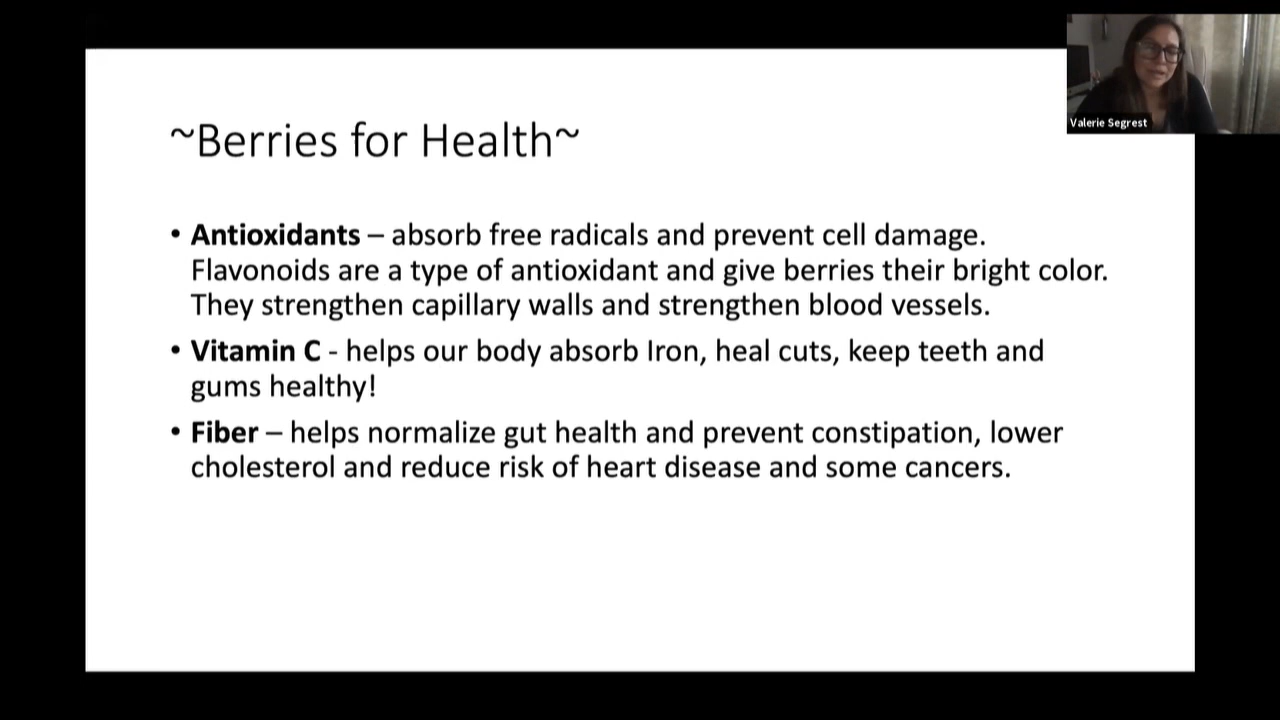 Valerie Segrest
~Berries for Health~
• Antioxidants – absorb free radicals and prevent cell damage.
Flavonoids are a type of antioxidant and give berries their bright color.
They strengthen capillary walls and strengthen blood vessels.
• Vitamin C - helps our body absorb Iron, heal cuts, keep teeth and
gums healthy!
• Fiber – helps normalize gut health and prevent constipation, lower
cholesterol and reduce risk of heart disease and some cancers.